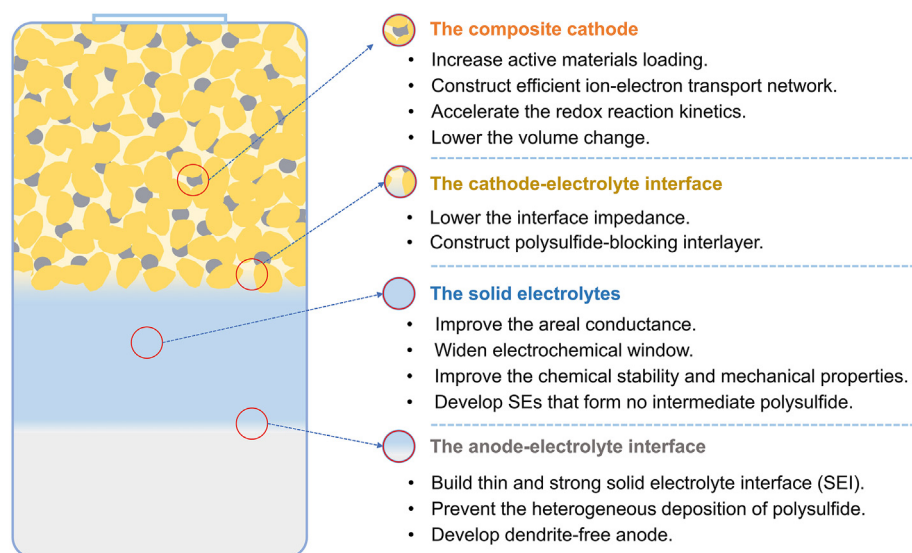 The composite cathode
• Increase active materials loading.
• Construct efficient ion-electron transport network.
• Accelerate the redox reaction kinetics.
• Lower the volume change.
The cathode-electrolyte interface
• Lower the interface impedance.
• Construct polysulfide-blocking interlayer.
The solid electrolytes
• Improve the areal conductance.
• Widen electrochemical window.
• Improve the chemical stability and mechanical properties.
• Develop SEs that form no intermediate polysulfide.
The anode-electrolyte interface
• Build thin and strong solid electrolyte interface (SEI).
• Prevent the heterogeneous deposition of polysulfide.
• Develop dendrite-free anode.